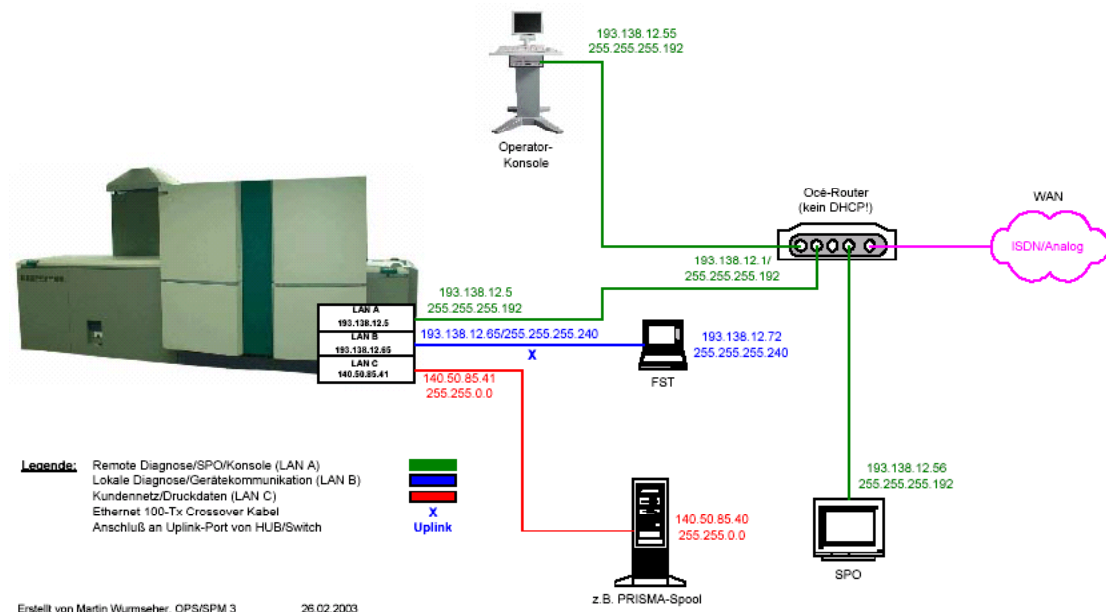 193.138.12.55
255.255.255.192
Operator-
Konsole
Océ-Router
(kein DHCP!)
WAN
ISDN/Analog
193.138.12.1/
255.255.255.192
193.138.12.5
255.255.255.192
LAN A
193.138.12.5
LAN B
193.138.12.65
LAN C
140.50.85.41
193.138.12.65/255.255.255.240
X
193.138.12.72
255.255.255.240
FST
140.50.85.41
255.255.0.0
Legende: Remote Diagnose/SPO/Konsole (LAN A)
Lokale Diagnose/Gerätekommunikation (LAN B)
Kundennetz/Druckdaten (LAN C)
Ethernet 100-Tx Crossover Kabel X
Anschluß an Uplink-Port von HUB/Switch Uplink
193.138.12.56
255.255.255.192
SPO
140.50.85.40
255.255.0.0
z.B. PRISMA-Spool
Erstellt von Martin Wurmseher, OPS/SPM 3 26.02.2003